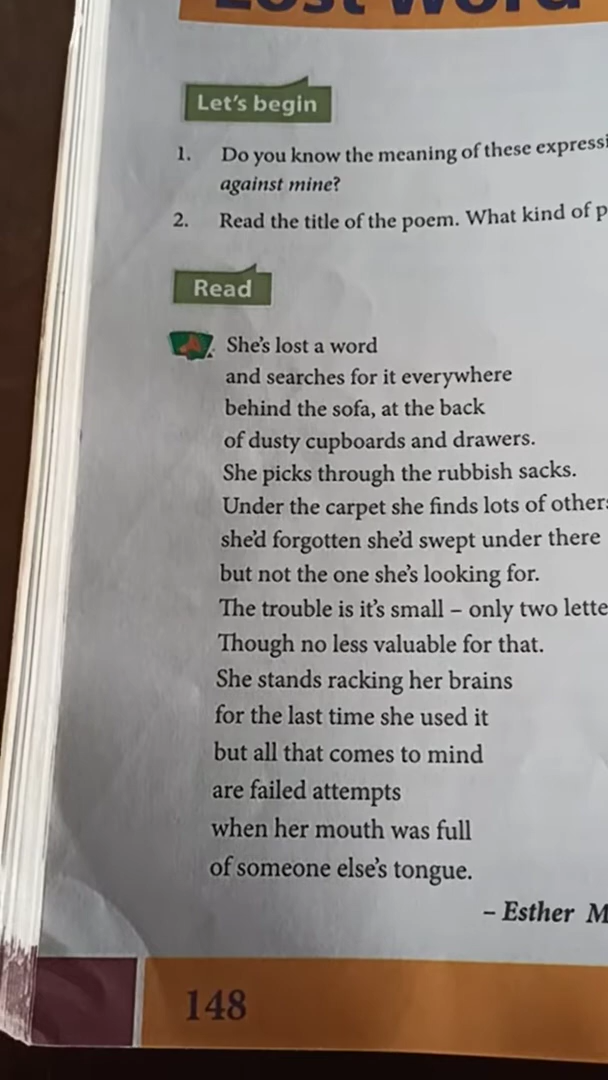 Lost Word
Let's begin
1. Do you know the meaning of these
against mine?
2. Read the title of the poem. What kind of
Read
She's lost a word
and searches for it everywhere
behind the sofa, at the back
of dusty cupboards and drawers.
She picks through the rubbish sacks.
Under the carpet she finds lots of
she'd forgotten she'd swept under there
but not the one she's looking for.
The trouble is it's small – only two
Though no less valuable for that.
She stands racking her brains
for the last time she used it
but all that comes to mind
are failed attempts
when her mouth was full
of someone else's tongue.
– Esther
148